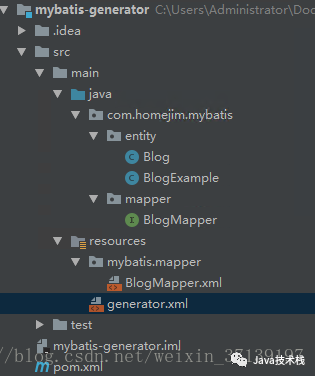 mybatis-generator C:\Users\Administrator\Doc
.idea
src
main
java
com.homejim.mybatis
entity
Blog
BlogExample
mapper
BlogMapper
resources
mybatis.mapper
BlogMapper.xml
generator.xml
test
mybatis-generator.iml
//blog.csdn.net/weixin_37139197
Java技术栈
pom.xml